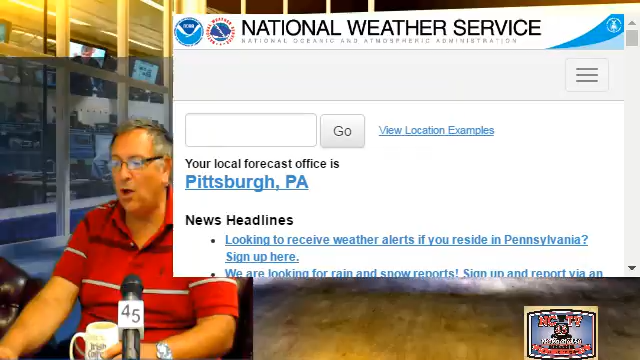 NATIONAL WEATHER SERVICE
NATIONAL OCEANIC AND ATMOSPHERIC ADMINISTRATION
Go
View Location Examples
Your local forecast office is
Pittsburgh, PA
News Headlines
Looking to receive weather alerts if you reside in Pennsylvania?
Sign up here.
We are looking for rain and snow reports! Sign up and report via an
45
Irish